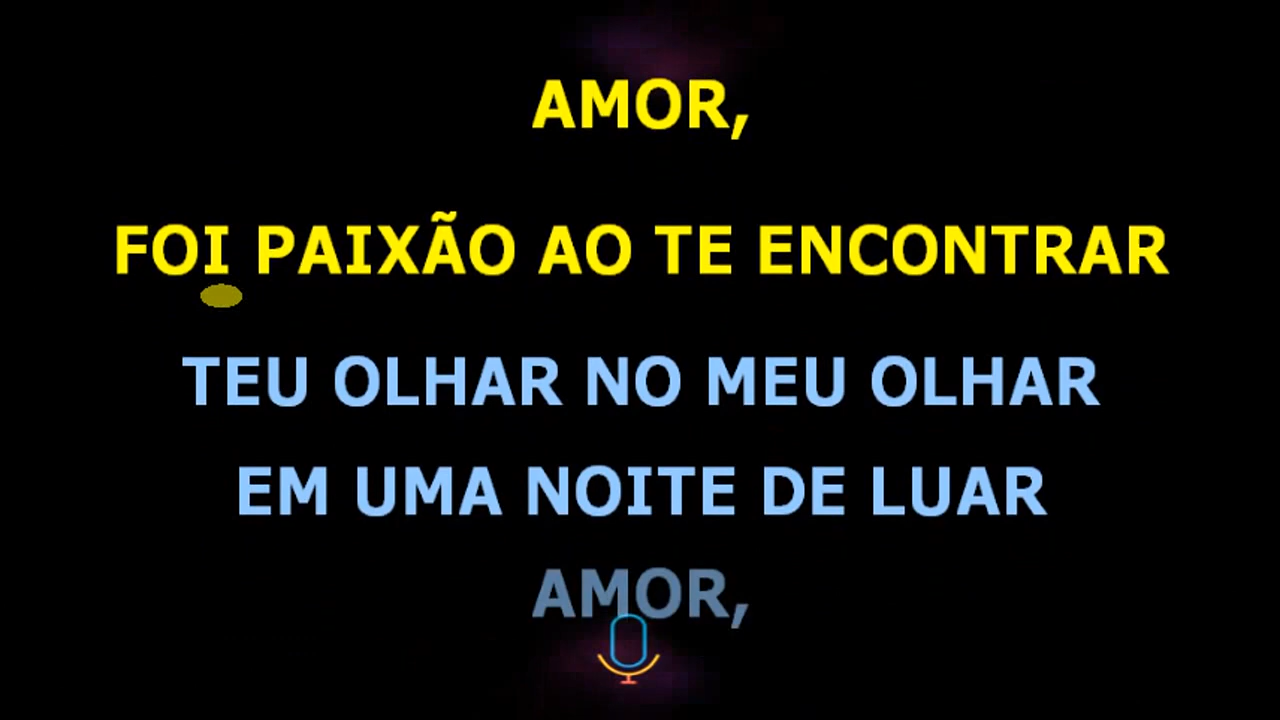 AMOR,
FOI PAIXÃO AO TE ENCONTRAR
TEU OLHAR NO MEU OLHAR
EM UMA NOITE DE LUAR
AMOR,